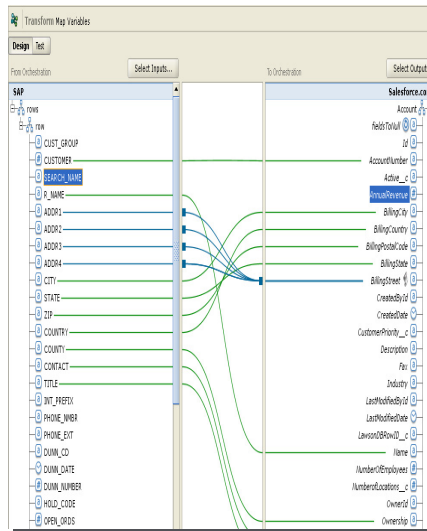 Transform Map Variables
Design Test
From Orchestration Select Inputs... To Orchestration Select Output
SAP Salesforce.co
rows Account
row fieldsToNull
CUST_GROUP Id
CUSTOMER AccountNumber
SEARCH_NAME Active__c
R_NAME AnnualRevenue
ADDR1 BillingCity
ADDR2 BillingCountry
ADDR3 BillingPostalCode
ADDR4 BillingState
CITY BillingStreet
STATE CreatedById
ZIP CreatedDate
COUNTRY CustomerPriority__c
COUNTY Description
CONTACT Fax
TITLE Industry
INT_PREFIX LastModifiedById
PHONE_NMBR LastModifiedDate
PHONE_EXT LawsonDBRowID__c
DUNN_CD Name
DUNN_DATE NumberOfEmployees
DUNN_NUMBER NumberofLocations__c
HOLD_CODE OwnerId
OPEN_ORDS Ownership